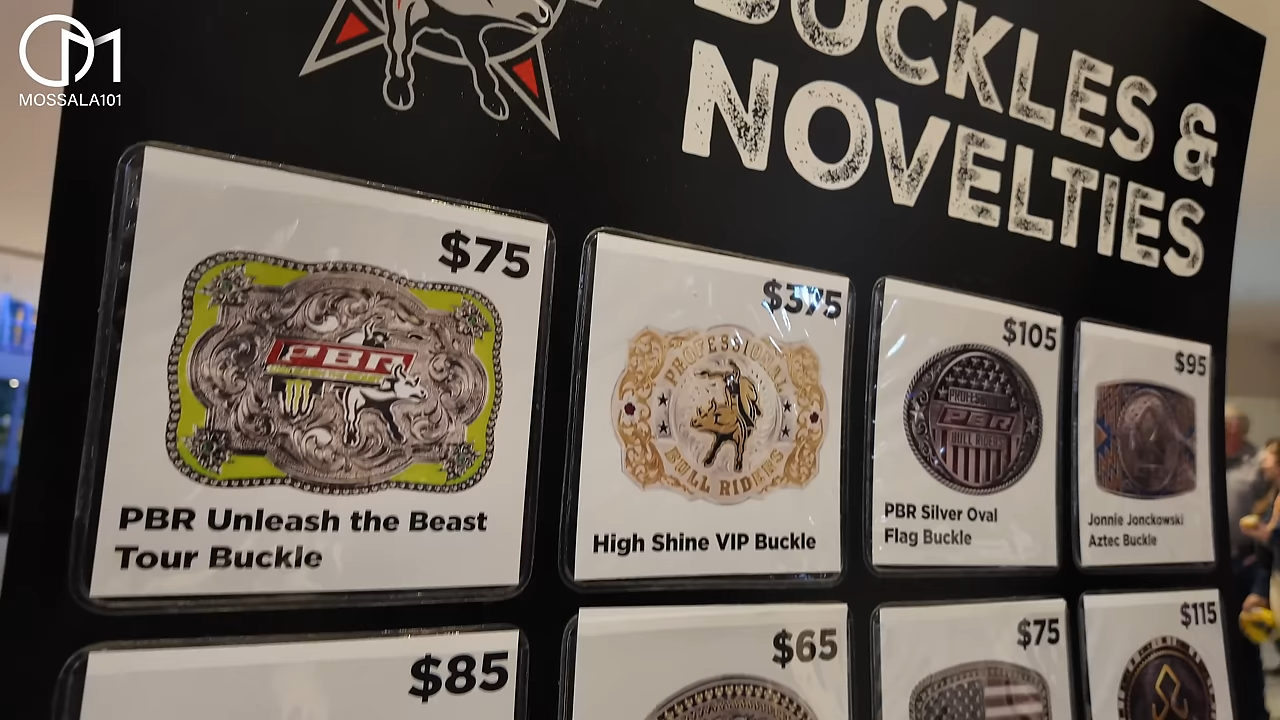 MOSSALA101
BUCKLES &
NOVELTIES
$75
PBR
PBR Unleash the Beast
Tour Buckle
$375
PROFESSIONAL
BULL RIDERS
High Shine VIP Buckle
$105
PROFESSIONAL
PBR
BULL RIDERS
PBR Silver Oval
Flag Buckle
$95
Jonnie Jonckowski
Aztec Buckle
$85
$65
$75
$115